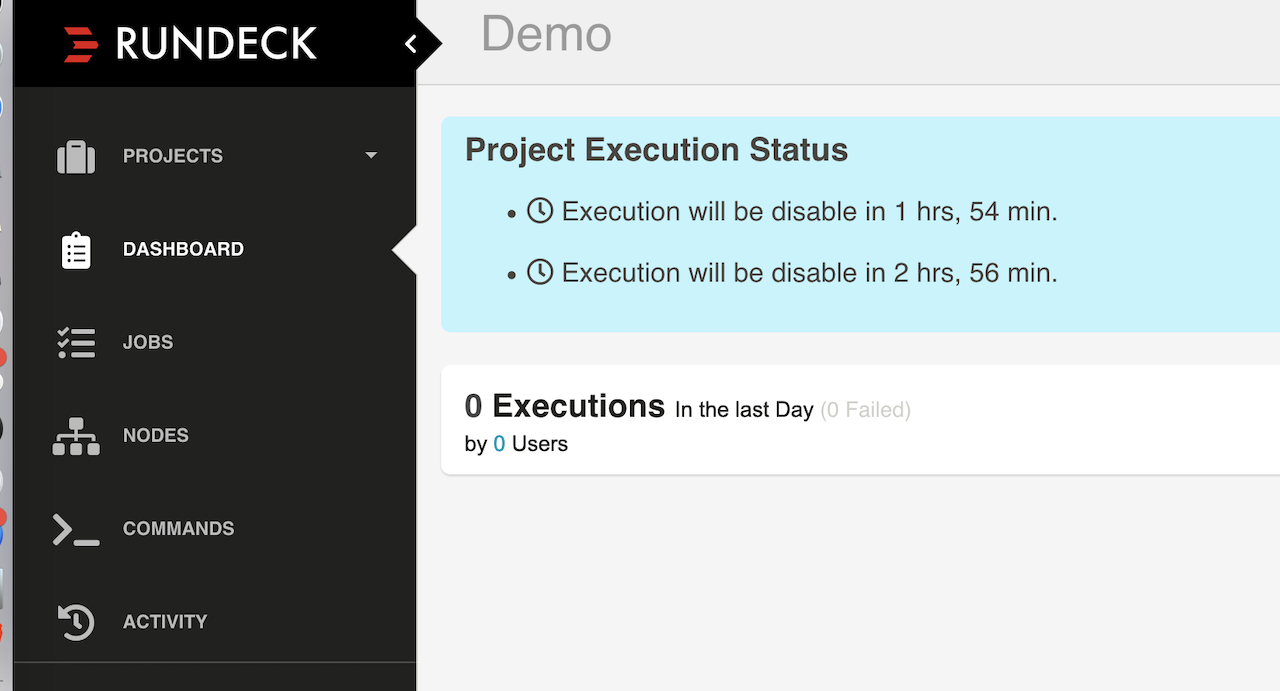 RUNDECK
Demo
PROJECTS
DASHBOARD
JOBS
NODES
COMMANDS
ACTIVITY
Project Execution Status
• Execution will be disable in 1 hrs, 54 min.
• Execution will be disable in 2 hrs, 56 min.
0 Executions In the last Day (0 Failed)
by 0 Users